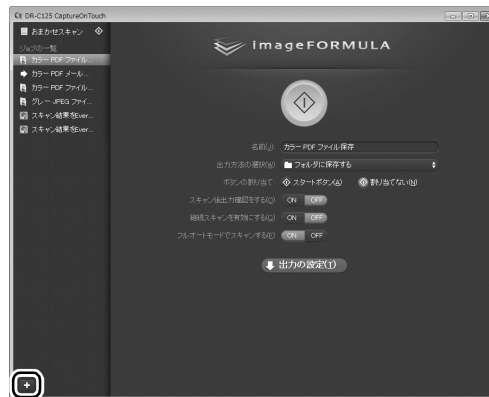 DR-C125 CaptureOnTouch
おまかせスキャン
ジョブの一覧
カラー PDF ファイル...
カラー PDF メール...
カラー PDF ファイル...
グレー JPEG ファイ...
スキャン結果をEver...
スキャン結果をEver...
imageFORMULA
名前(J): カラー PDF ファイル保存
出力方法の選択(W) フォルダに保存する
ボタンの割り当て スタートボタン(A) 割り当てない(N)
スキャン後出力確認をする(O) ON OFF
継続スキャンを有効にする(C) ON OFF
フルオートモードでスキャンする(E) ON OFF
出力の設定(T)